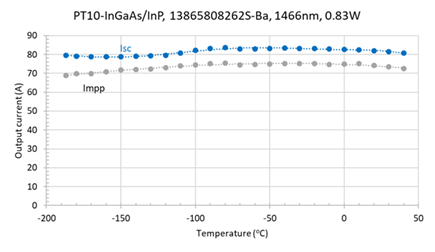 PT10-InGaAs/InP, 13865808262S-Ba, 1466nm, 0.83W
90
80
70
60
50
40
30
20
10
0
Output current (A)
Isc
Impp
-200 -150 -100 -50 0 50
Temperature (°C)